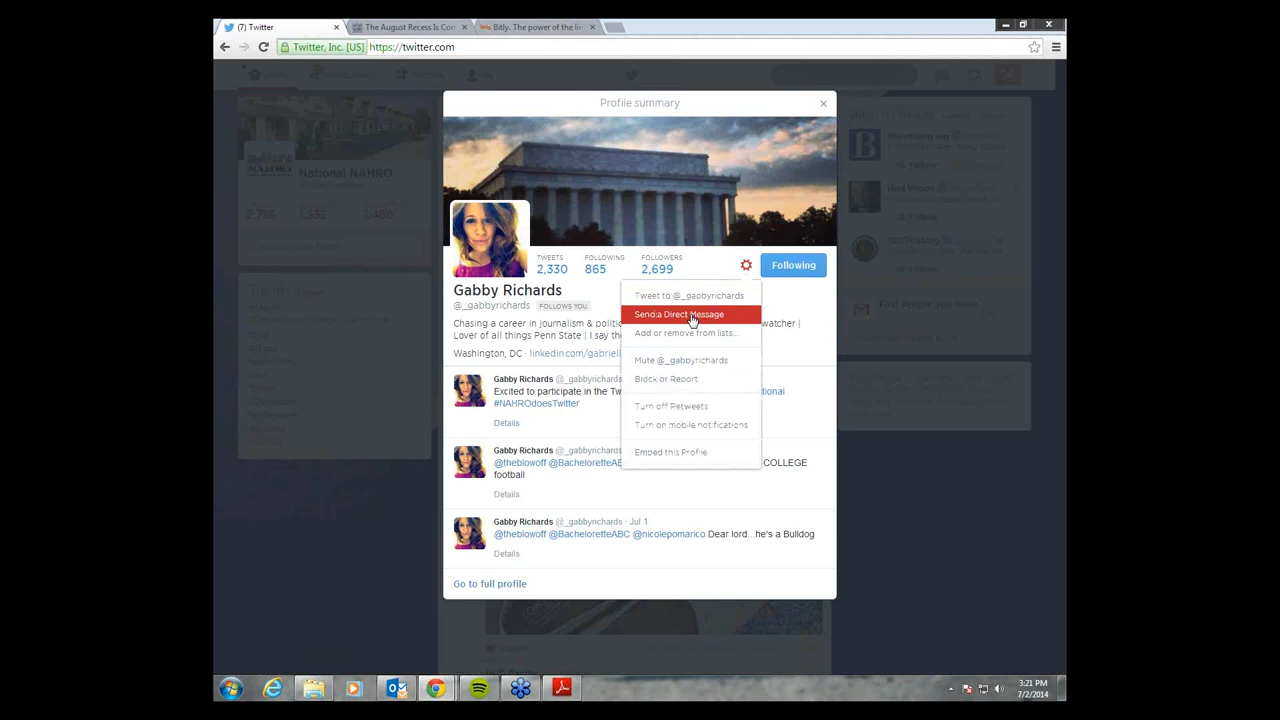 (7) Twitter
The August Recess Is Con
Bitly. The power of the lin
Twitter, Inc. [US]
https://twitter.com
Profile summary
National NAHRO
TWEETS
FOLLOWING
FOLLOWERS
2,330
865
2,699
Following
Gabby Richards
@_gabbyrichards
FOLLOWS YOU
Chasing a career in journalism & politi
watcher |
Lover of all things Penn State | I say the
Washington, DC · linkedin.com/gabriell
Tweet to @_gabbyrichards
Send a Direct Message
Add or remove from lists...
Mute @_gabbyrichards
Block or Report
Turn off Retweets
Turn on mobile notifications
Embed this Profile
Gabby Richards @_gabbyrichards
Excited to participate in the Tw
tional
#NAHROdoesTwitter
Details
Gabby Richards @_gabbyrichards
@theblowoff @BacheloretteABC
COLLEGE
football
Details
Gabby Richards @_gabbyrichards · Jul 1
@theblowoff @BacheloretteABC @nicolepomarico Dear lord...he's a Bulldog
Details
Go to full profile
3:21 PM
7/2/2014